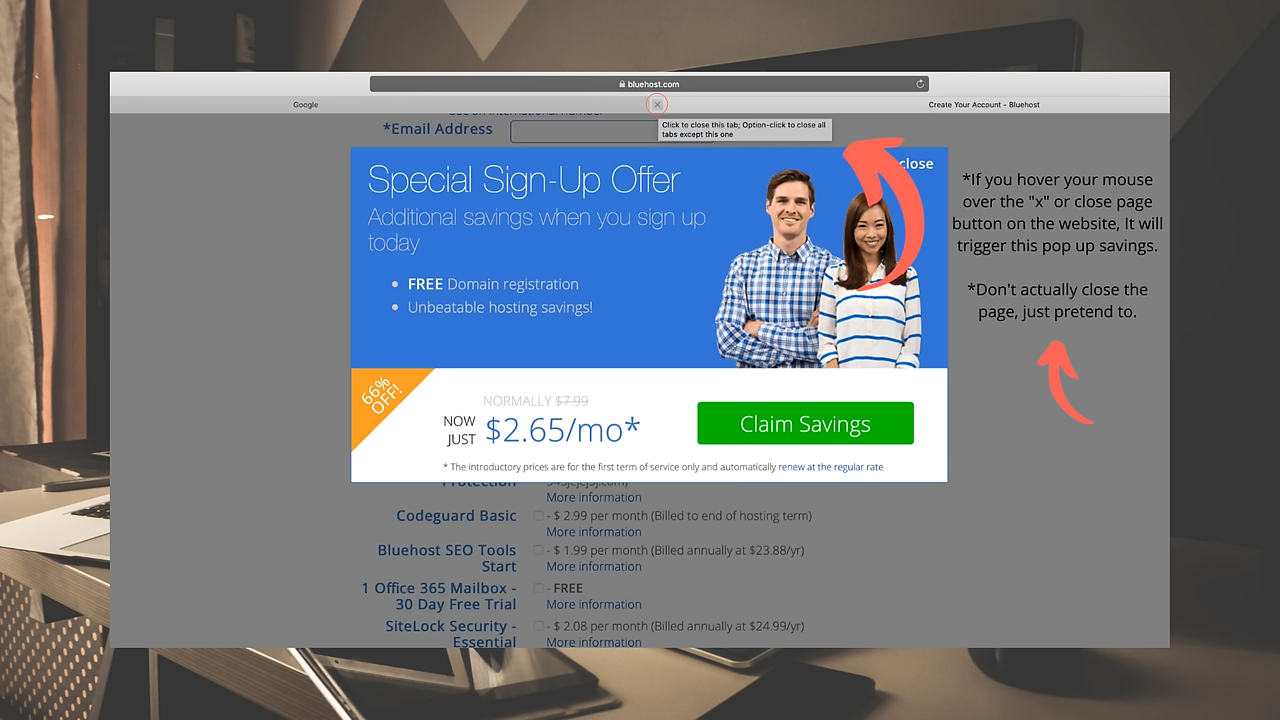 bluehost.com
Google
Create Your Account - Bluehost
*Email Address
Click to close this tab; Option-click to close all
tabs except this one
close
Special Sign-Up Offer
Additional savings when you sign up
today
FREE Domain registration
Unbeatable hosting savings!
*If you hover your mouse
over the "x" or close page
button on the website, It will
trigger this pop up savings.
*Don't actually close the
page, just pretend to.
66%
OFF!
NORMALLY $7.99
NOW
JUST
$2.65/mo*
Claim Savings
* The introductory prices are for the first term of service only and automatically renew at the regular rate
Protection
More information
Codeguard Basic
- $ 2.99 per month (Billed to end of hosting term)
More information
Bluehost SEO Tools
Start
- $ 1.99 per month (Billed annually at $23.88/yr)
More information
1 Office 365 Mailbox -
30 Day Free Trial
- FREE
More information
SiteLock Security -
Essential
- $ 2.08 per month (Billed annually at $24.99/yr)
More information